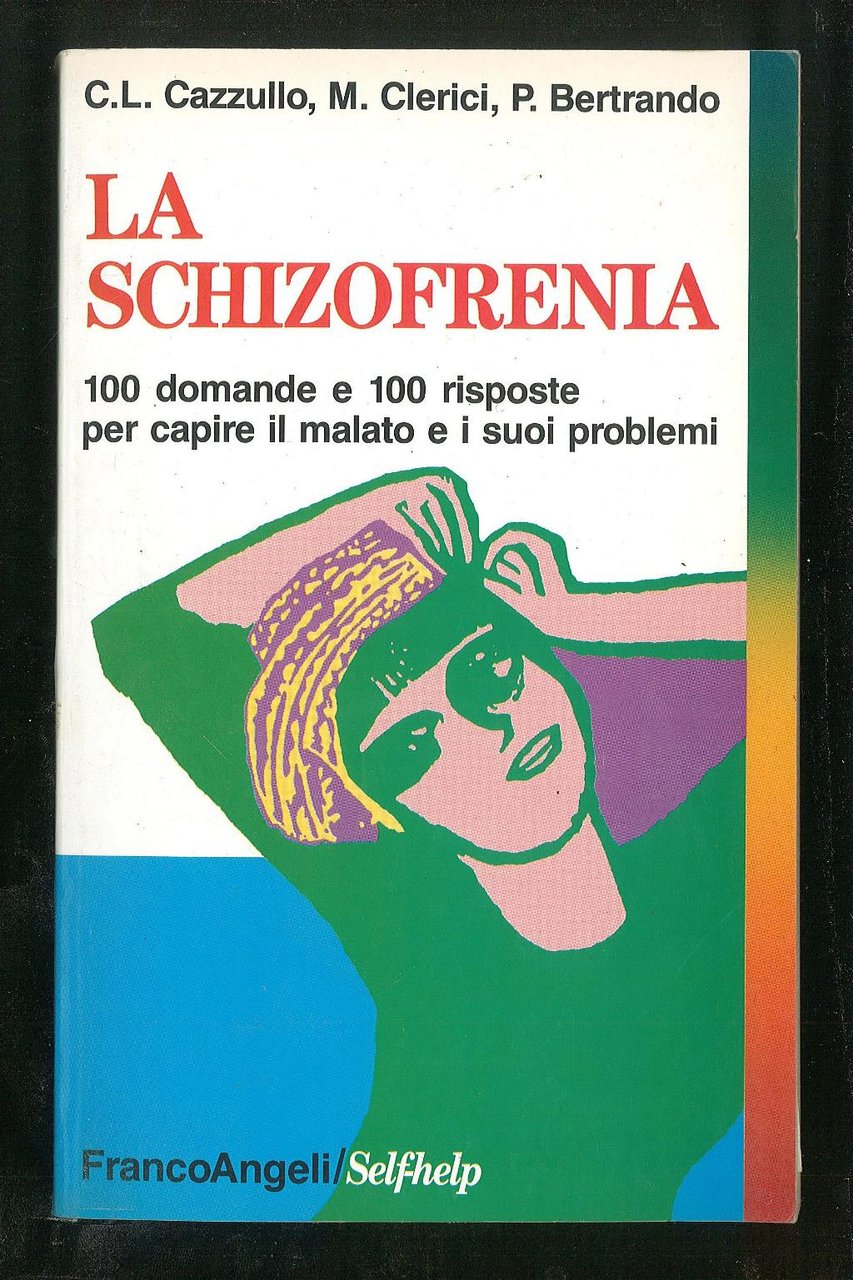 C.L. Cazzullo, M. Clerici, P. Bertrando
LA
SCHIZOFRENIA
100 domande e 100 risposte
per capire il malato e i suoi problemi
FrancoAngeli/Self-help